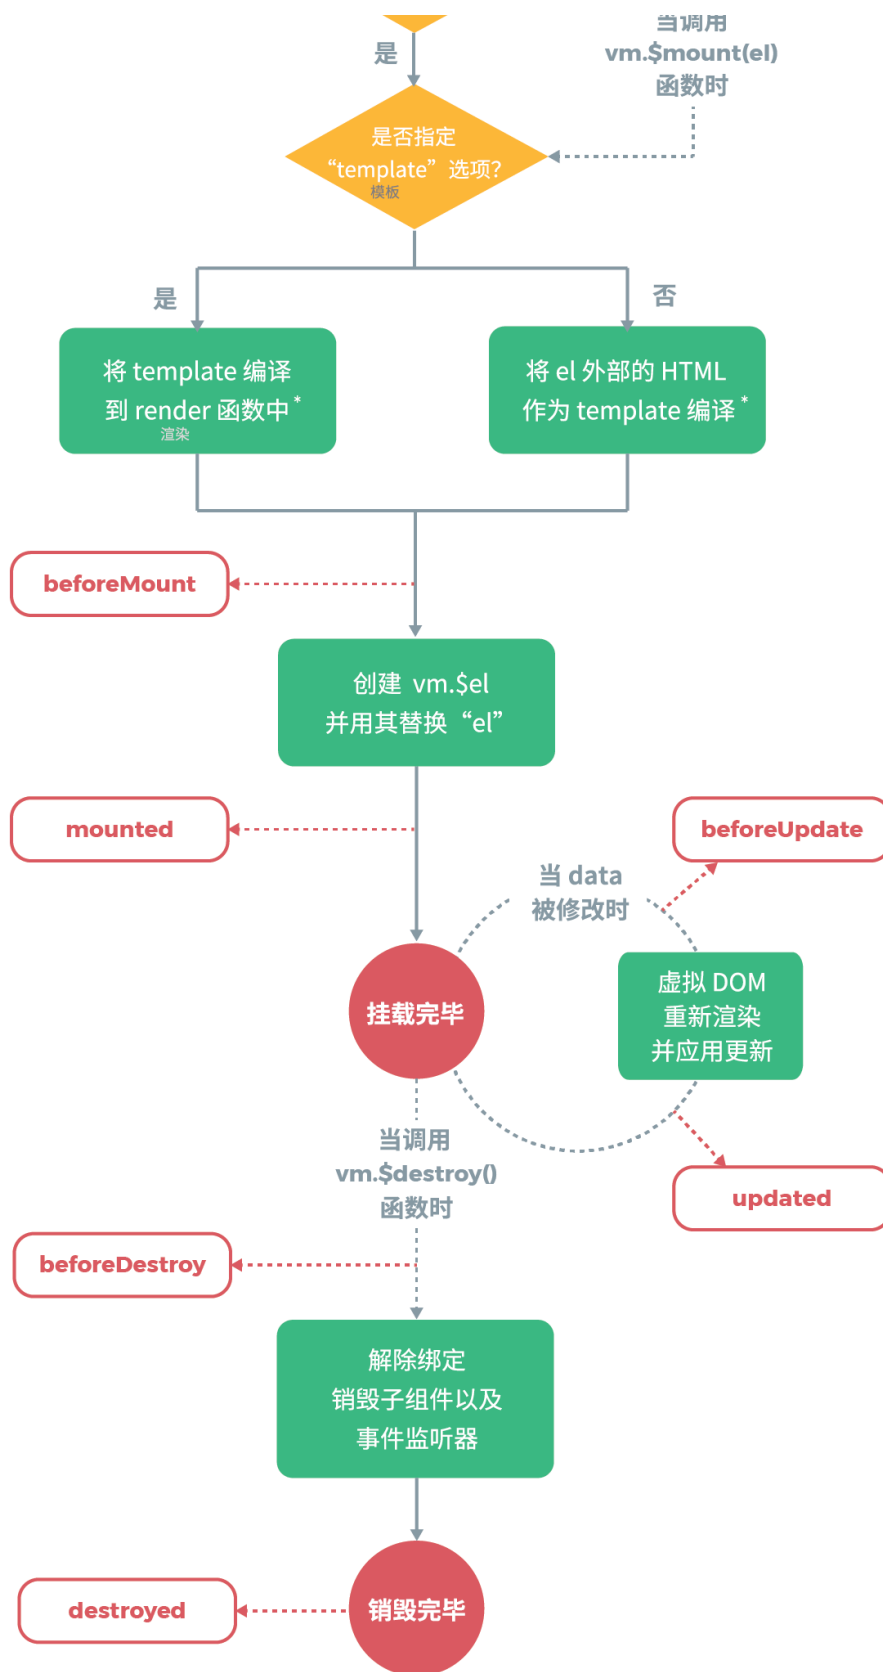 当调用
vm.$mount(el)
函数时
是
是否指定
“template”选项?
模板
是
否
将 template 编译
到 render 函数中*
渲染
将 el 外部的 HTML
作为 template 编译*
beforeMount
创建 vm.$el
并用其替换“el”
mounted
beforeUpdate
当 data
被修改时
挂载完毕
虚拟 DOM
重新渲染
并应用更新
当调用
vm.$destroy()
函数时
updated
beforeDestroy
解除绑定
销毁子组件以及
事件监听器
销毁完毕
destroyed